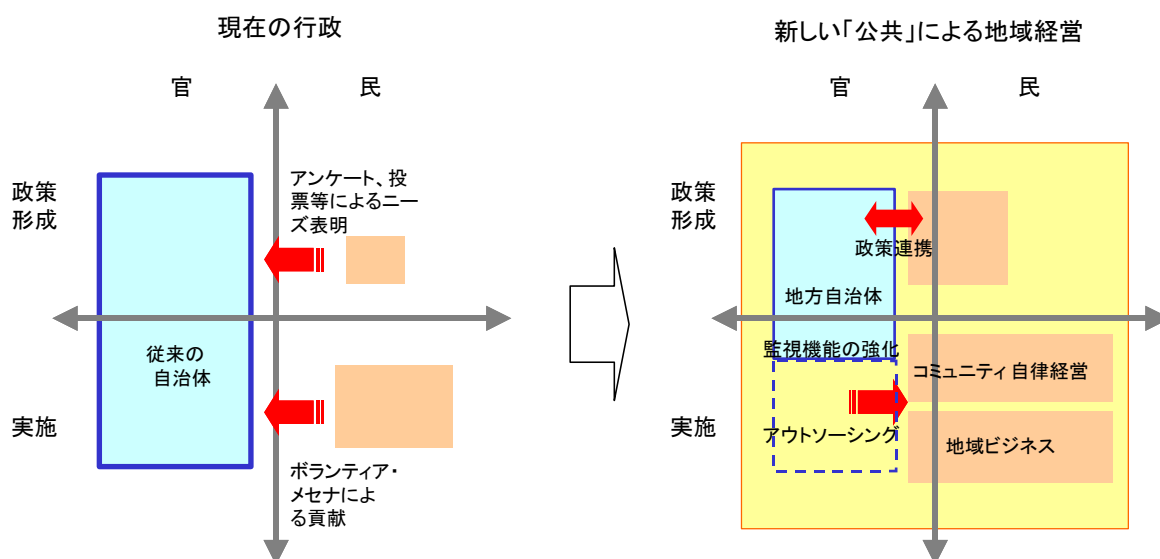 現在の行政
官
民
政策
形成
アンケート、投
票等によるニー
ズ表明
従来の
自治体
実施
ボランティア・
メセナによ
る貢献
新しい「公共」による地域経営
官
民
政策
形成
政策連携
地方自治体
監視機能の強化
コミュニティ自律経営
実施
アウトソーシング
地域ビジネス